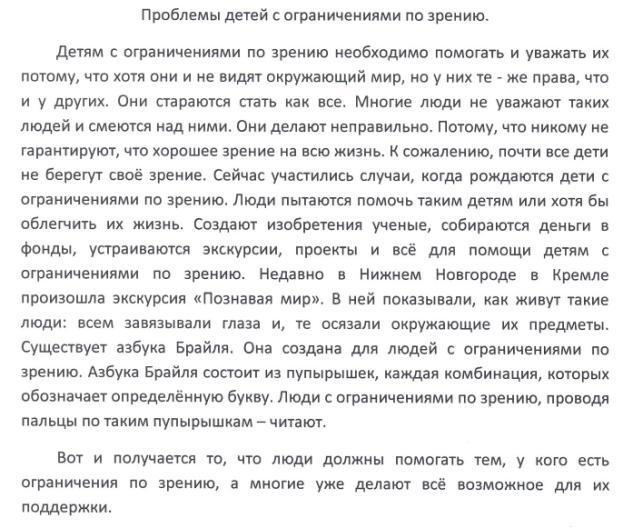 Проблемы детей с ограничениями по зрению.
Детям с ограничениями по зрению необходимо помогать и уважать их
потому, что хотя они и не видят окружающий мир, но у них те - же права, что
и у других. Они стараются стать как все. Многие люди не уважают таких
людей и смеются над ними. Они делают неправильно. Потому, что никому не
гарантируют, что хорошее зрение на всю жизнь. К сожалению, почти все дети
не берегут своё зрение. Сейчас участились случаи, когда рождаются дети с
ограничениями по зрению. Люди пытаются помочь таким детям или хотя бы
облегчить их жизнь. Создают изобретения ученые, собираются деньги в
фонды, устраиваются экскурсии, проекты и всё для помощи детям с
ограничениями по зрению. Недавно в Нижнем Новгороде в Кремле
произошла экскурсия «Познавая мир». В ней показывали, как живут такие
люди: всем завязывали глаза и, те осязали окружающие их предметы.
Существует азбука Брайля. Она создана для людей с ограничениями по
зрению. Азбука Брайля состоит из пупырышек, каждая комбинация, которых
обозначает определённую букву. Люди с ограничениями по зрению, проводя
пальцы по таким пупырышкам – читают.
Вот и получается то, что люди должны помогать тем, у кого есть
ограничения по зрению, а многие уже делают всё возможное для их
поддержки.